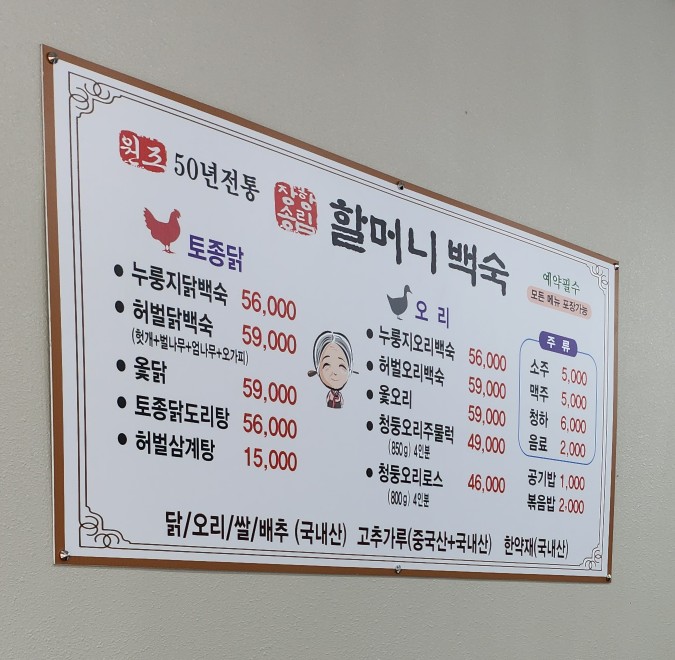 원조 50년전통 장항송림 할머니 백숙
예약필수
모든 메뉴 포장가능
토종닭
누룽지닭백숙 56,000
허벌닭백숙 59,000
(헛개+벌나무+엄나무+오가피)
옻닭 59,000
토종닭도리탕 56,000
허벌삼계탕 15,000
오 리
누룽지오리백숙 56,000
허벌오리백숙 59,000
옻오리 59,000
청둥오리주물럭 49,000
(850g) 4인분
청둥오리로스 46,000
(800g) 4인분
주 류
소주 5,000
맥주 5,000
청하 6,000
음료 2,000
공기밥 1,000
볶음밥 2,000
닭/오리/쌀/배추 (국내산) 고추가루(중국산+국내산) 한약재(국내산)